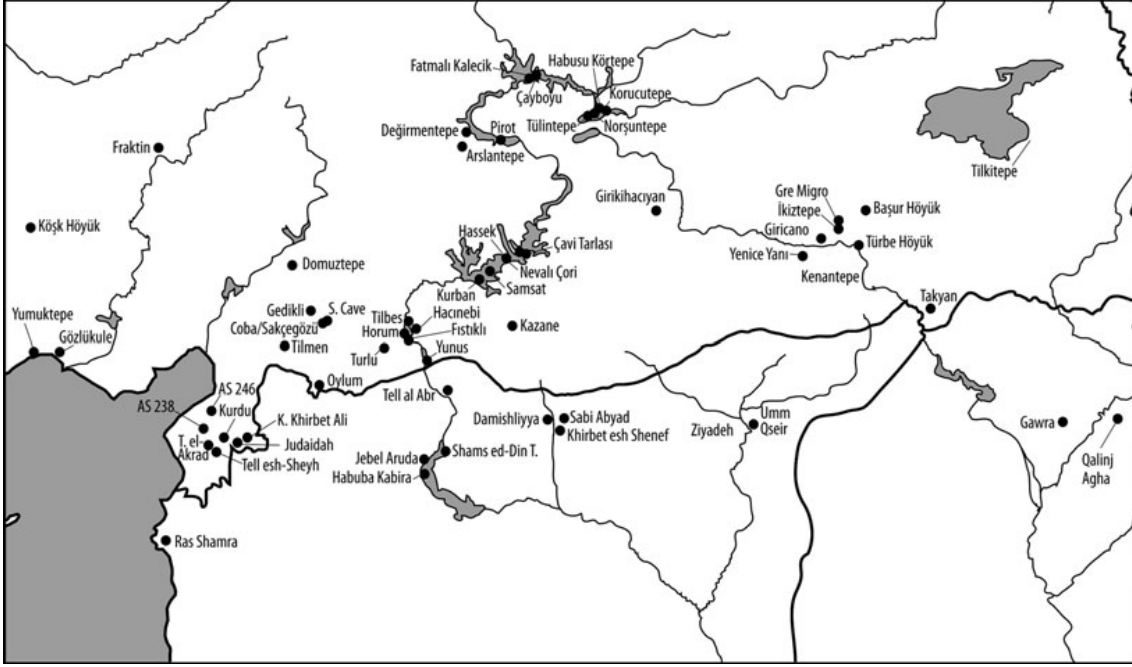 Fatmalı Kalecik
Habusu Körtepe
Çayboyu
Korucutepe
Değirmentepe
Pirot
Tülintepe
Norşuntepe
Arslantepe
Fraktin
Tilkitepe
Girikihacıyan
Gre Migro
İkiztepe
Başur Höyük
Köşk Höyük
Giricano
Türbe Höyük
Hassek
Çavi Tarlası
Yenice Yanı
Kenantepe
Domuztepe
Nevalı Çori
Samsat
Kurban
Gedikli
S. Cave
Tilbes
Hacınebi
Takyan
Yumuktepe
Coba/Sakçegözü
Horum
Fıstıklı
Kazane
Gözlükule
Tilmen
Turlu
Yunus
Oylum
Tell al Abr
AS 246
AS 238
Kurdu
K. Khirbet Ali
Damishliyya
Sabi Abyad
Khirbet esh Shenef
Ziyadeh
Umm
Qseir
Gawra
T. el-
Akrad
Judaidah
Tell esh-Sheyh
Jebel Aruda
Shams ed-Din T.
Habuba Kabira
Qalinj
Agha
Ras Shamra